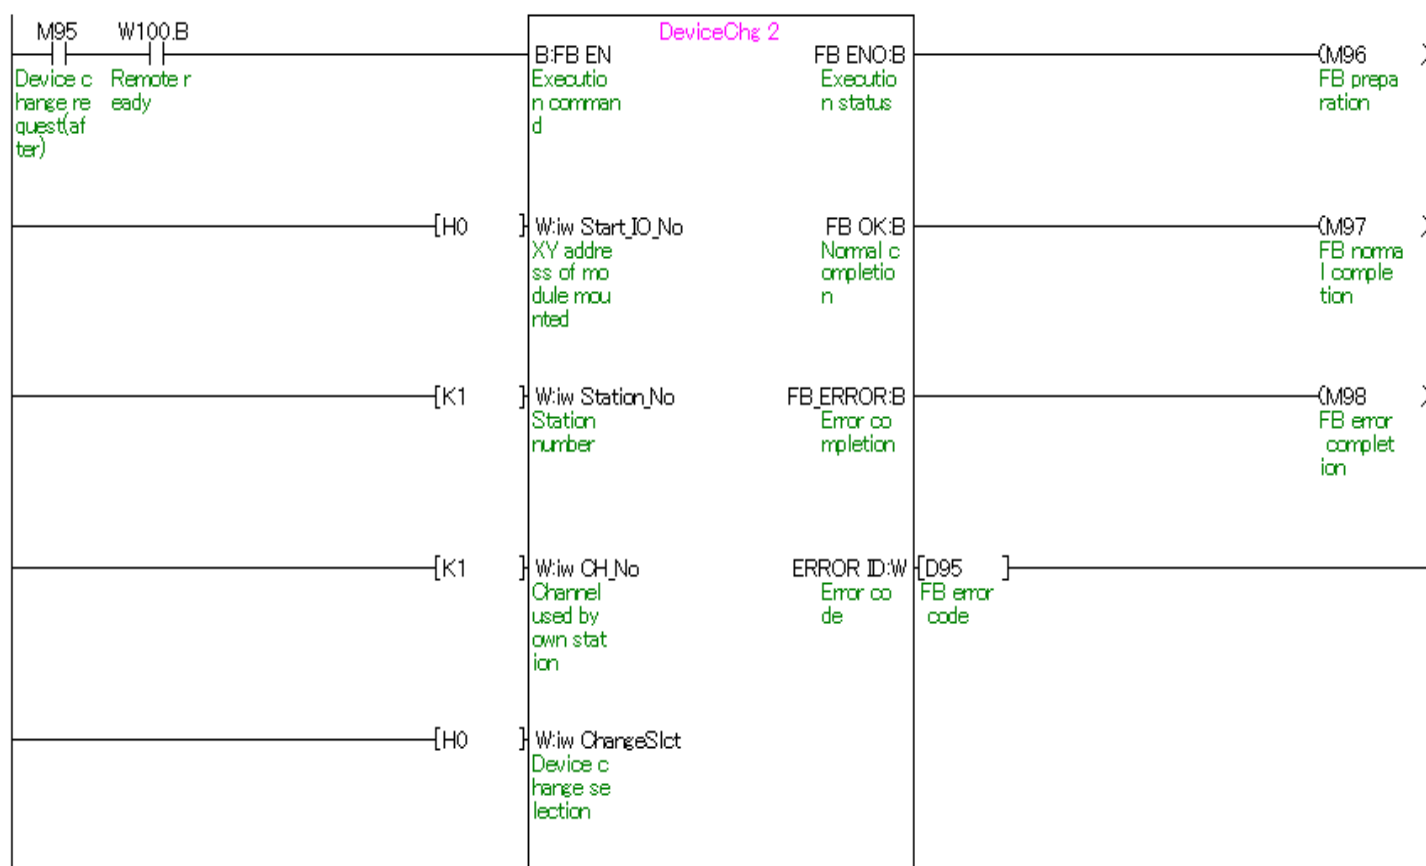 M95 W100.B
DeviceChg 2
B:FB EN FB ENO:B (M96 )
Device c Remote r Executio Executio FB prepa
hange re eady n comman n status ration
quest(af d
ter)
[H0 ] W:iw Start_IO_No FB OK:B (M97 )
XY addre Normal c FB norma
ss of mo ompletio l comple
dule mou n tion
nted
[K1 ] W:iw Station_No FB_ERROR:B (M98 )
Station Error co FB error
number mpletion complet
ion
[K1 ] W:iw CH_No ERROR ID:W [D95 ]
Channel Error co FB error
used by de code
own stat
ion
[H0 ] W:iw ChangeSlct
Device c
hange se
lection